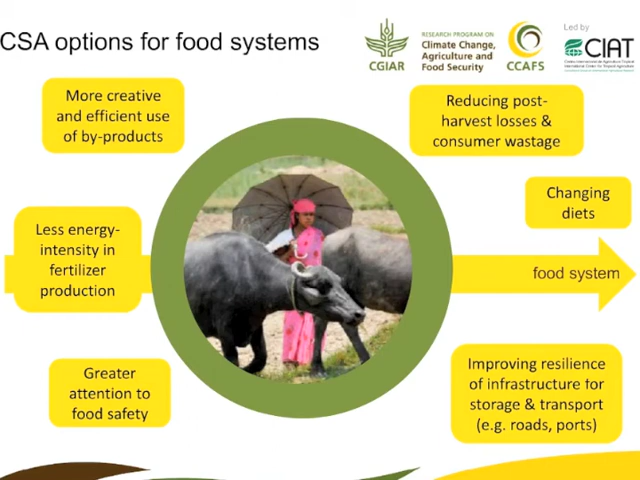 CSA options for food systems
CGIAR
RESEARCH PROGRAM ON
Climate Change,
Agriculture and
Food Security
CCAFS
Led by
CIAT
More creative
and efficient use
of by-products
Reducing post-
harvest losses &
consumer wastage
Changing
diets
Less energy-
intensity in
fertilizer
production
food system
Greater
attention to
food safety
Improving resilience
of infrastructure for
storage & transport
(e.g. roads, ports)